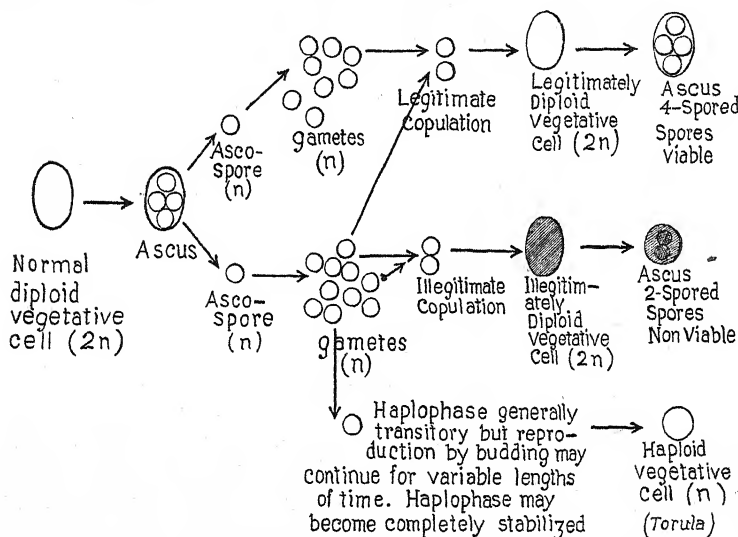 Normal
diploid
vegetative
cell (2n)
Ascus
Asco-
spore
(n)
gametes
(n)
Legitimate
Copulation
Legitimately
Diploid
Vegetative
Cell (2n)
Ascus
4-Spored
Spores
Viable
Asco-
spore
(n)
gametes
(n)
Illegitimate
Copulation
Illegitim-
ately
Diploid
Vegetative
Cell (2n)
Ascus
2-Spored
Spores
Non Viable
Haplophase generally
transitory but repro-
duction by budding may
continue for variable lengths
of time. Haplophase may
become completely stabilized
Haploid
vegetative
cell (n)
(Torula)